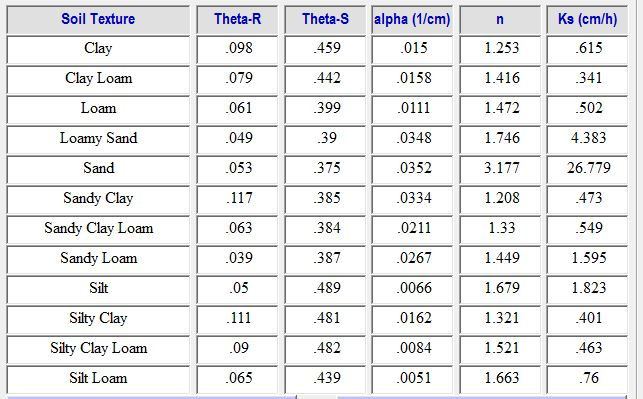 Soil Texture Theta-R Theta-S alpha (1/cm) n Ks (cm/h)
Clay .098 .459 .015 1.253 .615
Clay Loam .079 .442 .0158 1.416 .341
Loam .061 .399 .0111 1.472 .502
Loamy Sand .049 .39 .0348 1.746 4.383
Sand .053 .375 .0352 3.177 26.779
Sandy Clay .117 .385 .0334 1.208 .473
Sandy Clay Loam .063 .384 .0211 1.33 .549
Sandy Loam .039 .387 .0267 1.449 1.595
Silt .05 .489 .0066 1.679 1.823
Silty Clay .111 .481 .0162 1.321 .401
Silty Clay Loam .09 .482 .0084 1.521 .463
Silt Loam .065 .439 .0051 1.663 .76